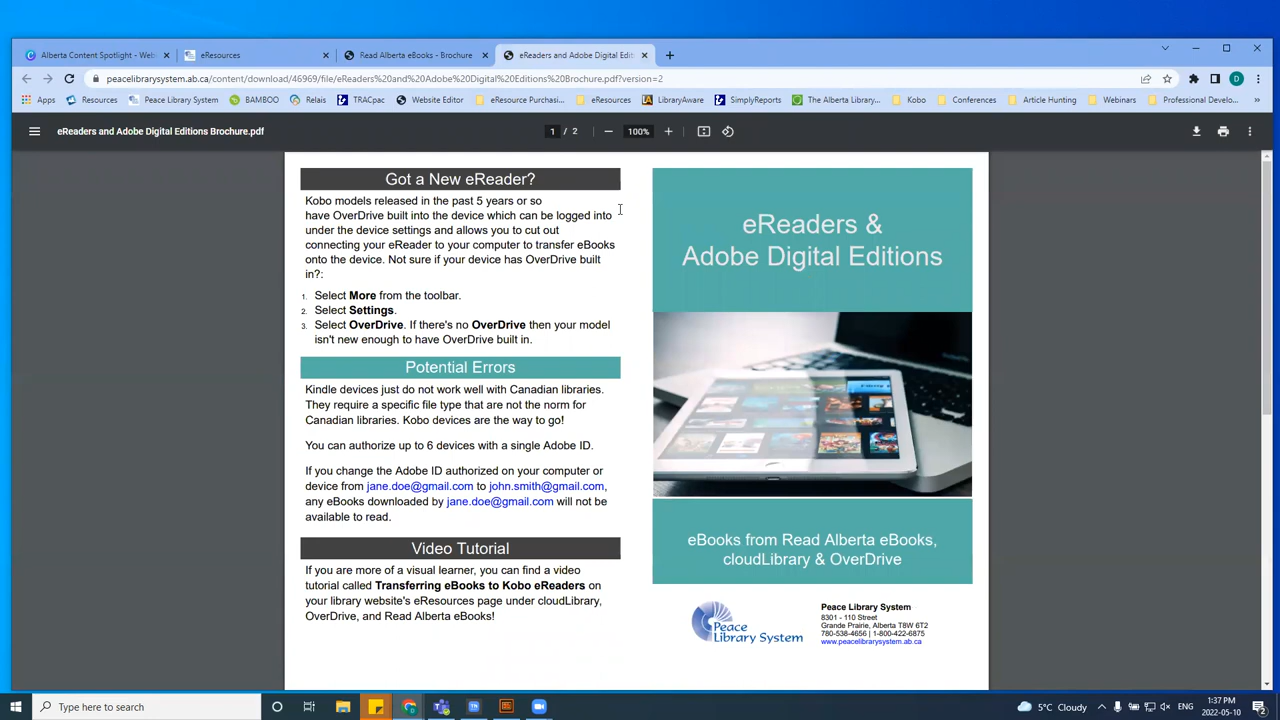 Alberta Content Spotlight - Web
eResources
Read Alberta eBooks - Brochure
eReaders and Adobe Digital Edit
peacelibrarysystem.ab.ca/content/download/46969/file/eReaders%20and%20Adobe%20Digital%20Editions%20Brochure.pdf?version=2
D
Apps
Resources
Peace Library System
BAMBOO
Relais
TRACpac
Website Editor
eResource Purchasi...
eResources
LibraryAware
SimplyReports
The Alberta Library...
Kobo
Conferences
Article Hunting
Webinars
Professional Develo...
»
eReaders and Adobe Digital Editions Brochure.pdf
1 / 2
100%
Got a New eReader?
Kobo models released in the past 5 years or so
have OverDrive built into the device which can be logged into
under the device settings and allows you to cut out
connecting your eReader to your computer to transfer eBooks
onto the device. Not sure if your device has OverDrive built
in?:
1. Select More from the toolbar.
2. Select Settings.
3. Select OverDrive. If there's no OverDrive then your model
isn't new enough to have OverDrive built in.
Potential Errors
Kindle devices just do not work well with Canadian libraries.
They require a specific file type that are not the norm for
Canadian libraries. Kobo devices are the way to go!
You can authorize up to 6 devices with a single Adobe ID.
If you change the Adobe ID authorized on your computer or
device from jane.doe@gmail.com to john.smith@gmail.com,
any eBooks downloaded by jane.doe@gmail.com will not be
available to read.
Video Tutorial
If you are more of a visual learner, you can find a video
tutorial called Transferring eBooks to Kobo eReaders on
your library website's eResources page under cloudLibrary,
OverDrive, and Read Alberta eBooks!
eReaders &
Adobe Digital Editions
eBooks from Read Alberta eBooks,
cloudLibrary & OverDrive
Peace
Library System
Peace Library System
8301 - 110 Street
Grande Prairie, Alberta T8W 6T2
780-538-4656 | 1-800-422-6875
www.peacelibrarysystem.ab.ca
Type here to search
5°C Cloudy
ENG
1:37 PM
2022-05-10
2